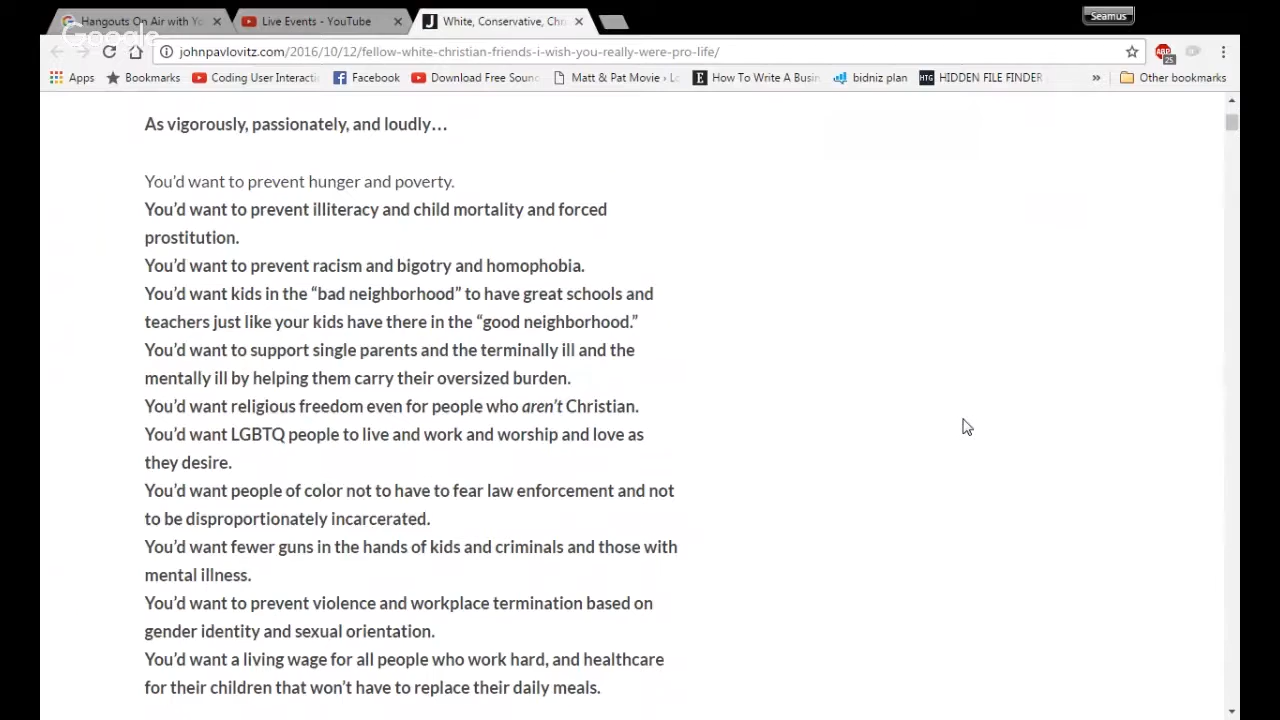 Seamus
Hangouts On Air with Yo
Live Events - YouTube
White, Conservative, Chri
Google
johnpavlovitz.com/2016/10/12/fellow-white-christian-friends-i-wish-you-really-were-pro-life/
ABP
25
Apps
Bookmarks
Coding User Interacti
Facebook
Download Free Soun
Matt & Pat Movie › Lo
E How To Write A Busin
bidniz plan
HTG HIDDEN FILE FINDER
»
Other bookmarks
As vigorously, passionately, and loudly…
You’d want to prevent hunger and poverty.
You’d want to prevent illiteracy and child mortality and forced
prostitution.
You’d want to prevent racism and bigotry and homophobia.
You’d want kids in the “bad neighborhood” to have great schools and
teachers just like your kids have there in the “good neighborhood.”
You’d want to support single parents and the terminally ill and the
mentally ill by helping them carry their oversized burden.
You’d want religious freedom even for people who aren’t Christian.
You’d want LGBTQ people to live and work and worship and love as
they desire.
You’d want people of color not to have to fear law enforcement and not
to be disproportionately incarcerated.
You’d want fewer guns in the hands of kids and criminals and those with
mental illness.
You’d want to prevent violence and workplace termination based on
gender identity and sexual orientation.
You’d want a living wage for all people who work hard, and healthcare
for their children that won’t have to replace their daily meals.